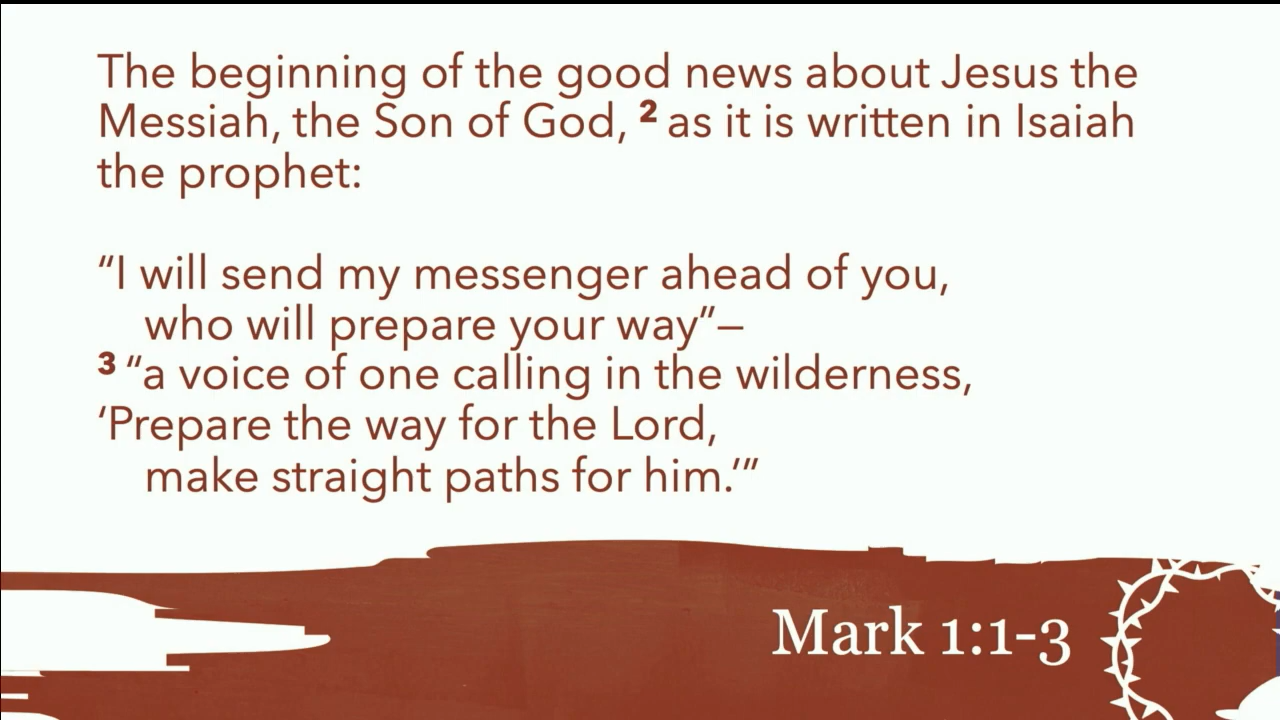 The beginning of the good news about Jesus the
Messiah, the Son of God, 2 as it is written in Isaiah
the prophet:
“I will send my messenger ahead of you,
who will prepare your way”—
3 “a voice of one calling in the wilderness,
‘Prepare the way for the Lord,
make straight paths for him.’”
Mark 1:1-3